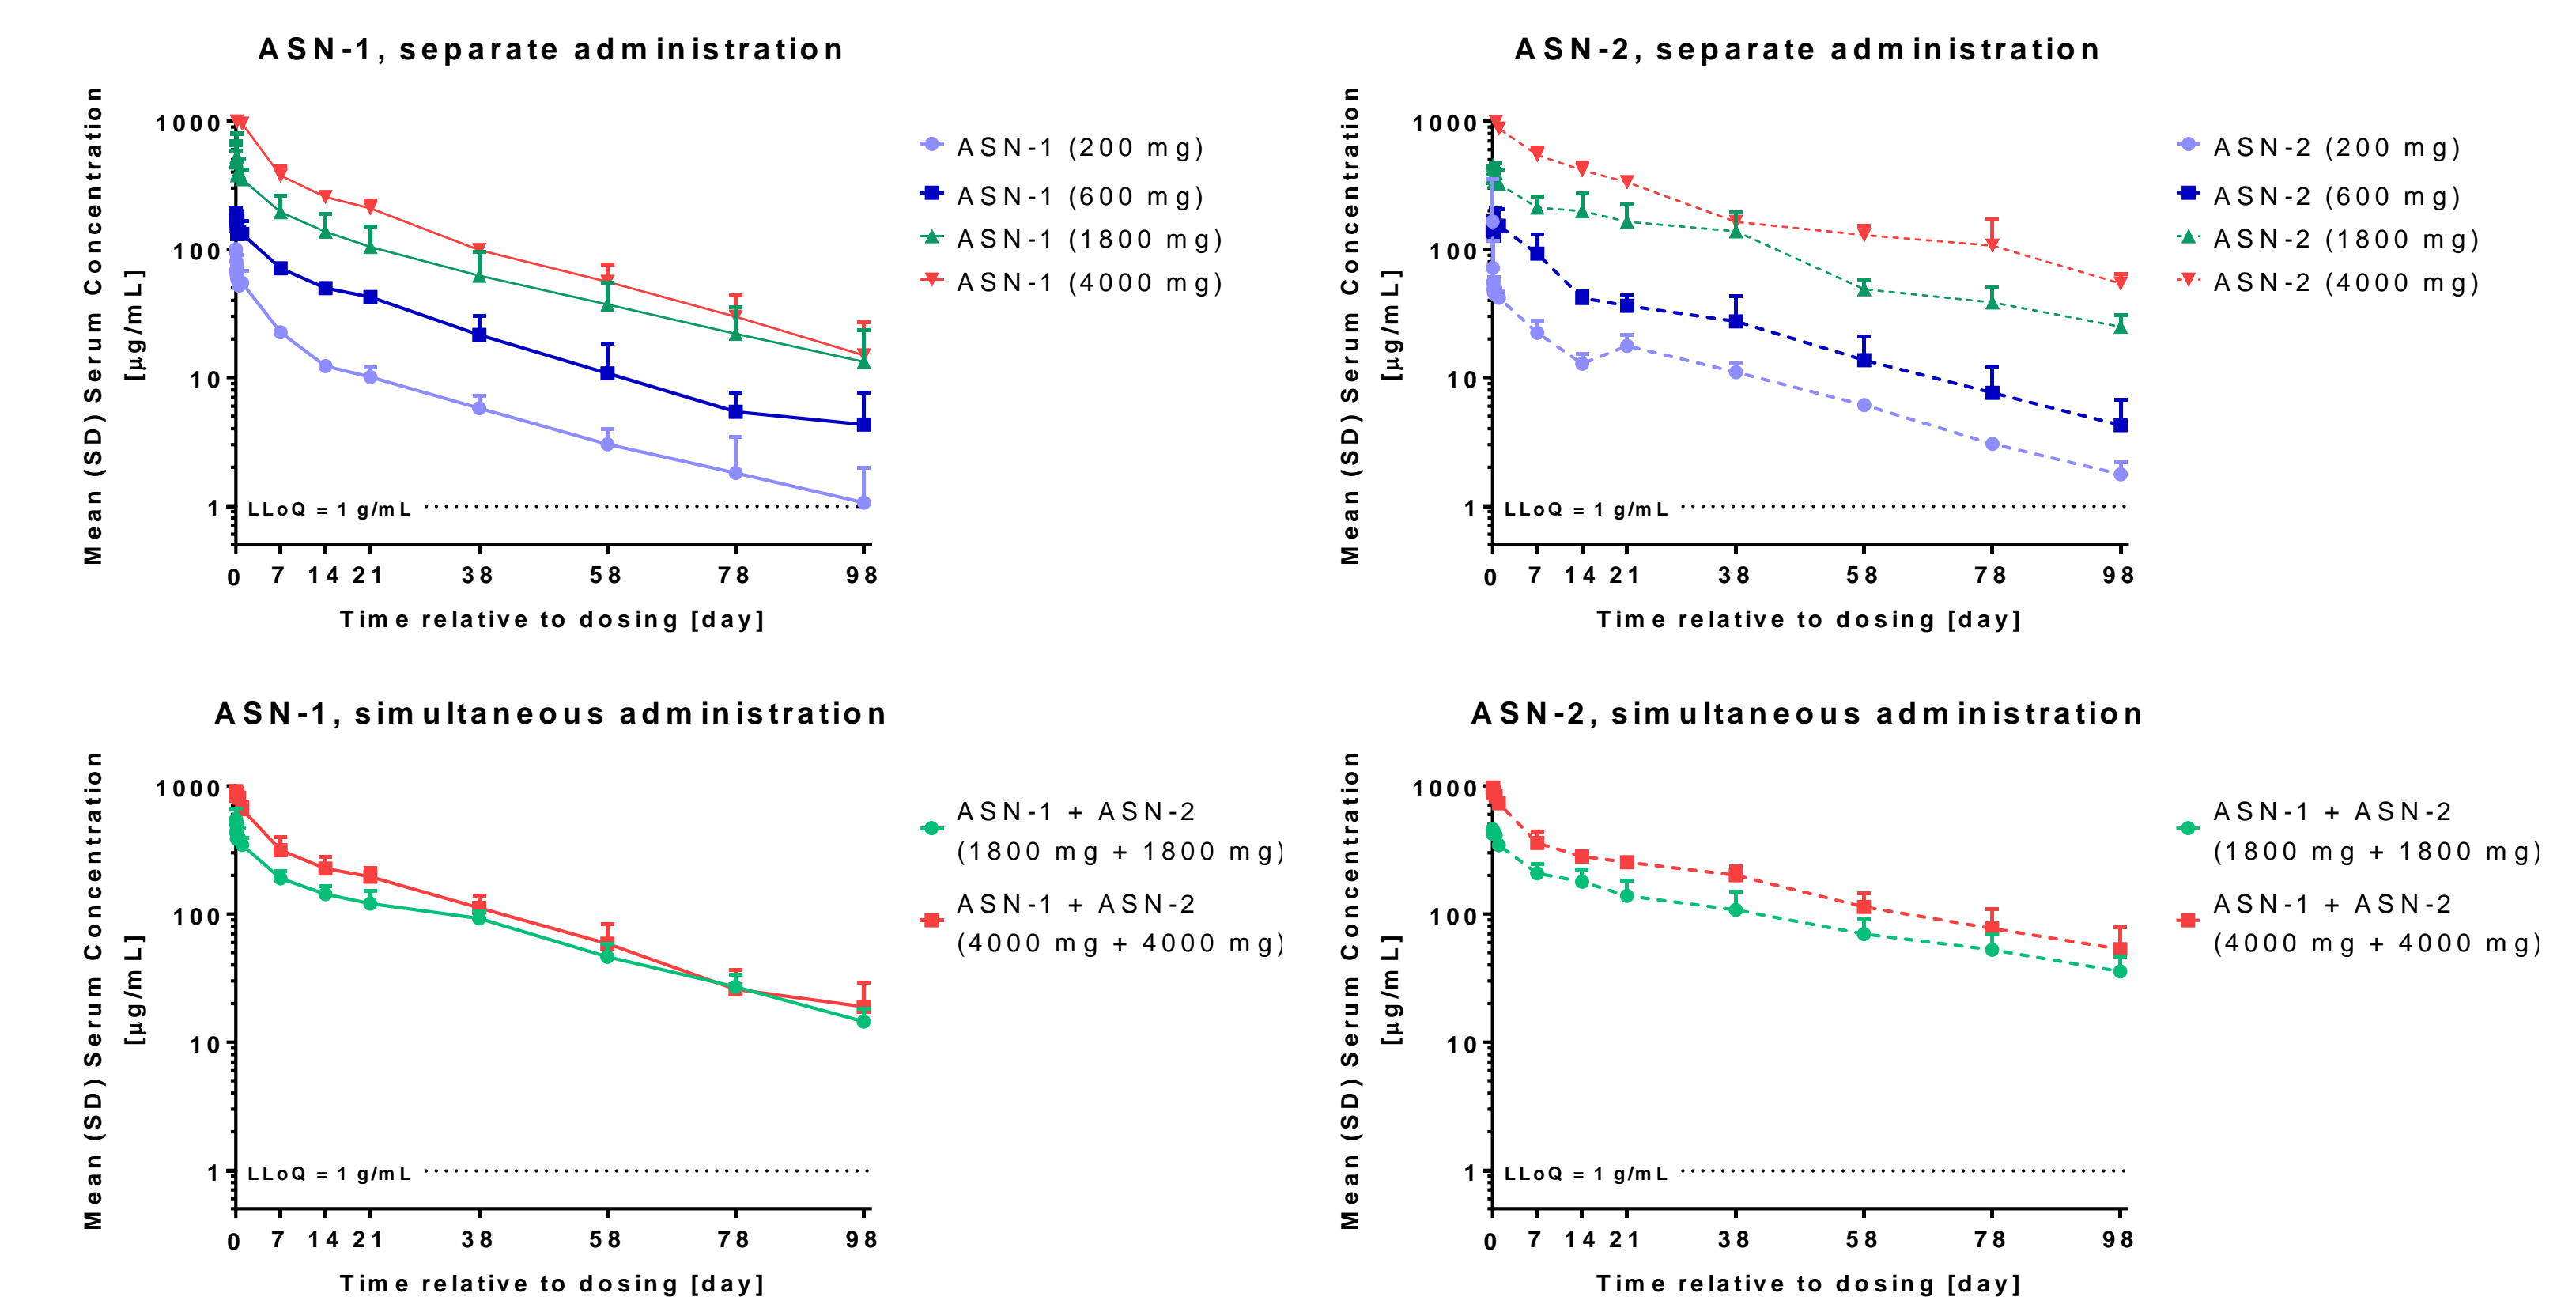 ASN-1, separate administration
Mean (SD) Serum Concentration
[µg/mL]
1000
100
10
1
LLoQ = 1 g/mL
0 7 14 21 38 58 78 98
Time relative to dosing [day]
ASN-1 (200 mg)
ASN-1 (600 mg)
ASN-1 (1800 mg)
ASN-1 (4000 mg)
ASN-2, separate administration
Mean (SD) Serum Concentration
[µg/mL]
1000
100
10
1
LLoQ = 1 g/mL
0 7 14 21 38 58 78 98
Time relative to dosing [day]
ASN-2 (200 mg)
ASN-2 (600 mg)
ASN-2 (1800 mg)
ASN-2 (4000 mg)
ASN-1, simultaneous administration
Mean (SD) Serum Concentration
[µg/mL]
1000
100
10
1
LLoQ = 1 g/mL
0 7 14 21 38 58 78 98
Time relative to dosing [day]
ASN-1 + ASN-2
(1800 mg + 1800 mg)
ASN-1 + ASN-2
(4000 mg + 4000 mg)
ASN-2, simultaneous administration
Mean (SD) Serum Concentration
[µg/mL]
1000
100
10
1
LLoQ = 1 g/mL
0 7 14 21 38 58 78 98
Time relative to dosing [day]
ASN-1 + ASN-2
(1800 mg + 1800 mg)
ASN-1 + ASN-2
(4000 mg + 4000 mg)